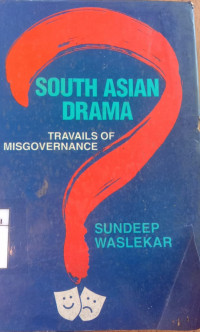 SOUTH ASIAN
DRAMA
TRAVAILS OF
MISGOVERNANCE
SUNDEEP
WASLEKAR